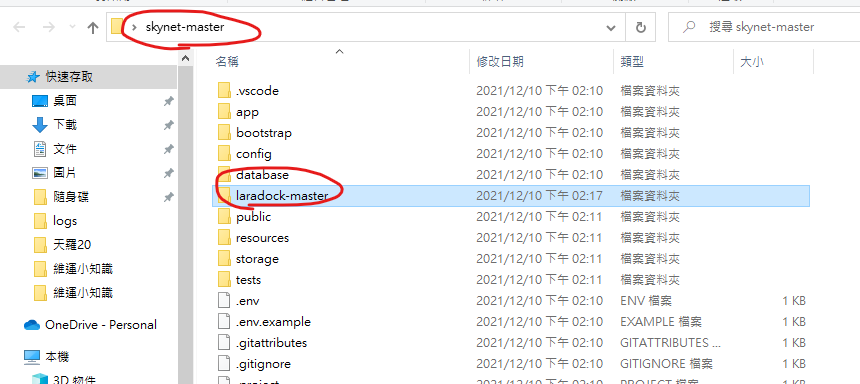 skynet-master
搜尋 skynet-master
名稱 修改日期 類型 大小
快速存取
桌面
下載
文件
圖片
隨身碟
logs
天羅20
維運小知識
維運小知識
OneDrive - Personal
本機
3D 物件
.vscode 2021/12/10 下午 02:10 檔案資料夾
app 2021/12/10 下午 02:10 檔案資料夾
bootstrap 2021/12/10 下午 02:10 檔案資料夾
config 2021/12/10 下午 02:10 檔案資料夾
database 2021/12/10 下午 02:10 檔案資料夾
laradock-master 2021/12/10 下午 02:17 檔案資料夾
public 2021/12/10 下午 02:11 檔案資料夾
resources 2021/12/10 下午 02:11 檔案資料夾
storage 2021/12/10 下午 02:11 檔案資料夾
tests 2021/12/10 下午 02:11 檔案資料夾
.env 2021/12/10 下午 02:10 ENV 檔案 1 KB
.env.example 2021/12/10 下午 02:10 EXAMPLE 檔案 1 KB
.gitattributes 2021/12/10 下午 02:10 GITATTRIBUTES ... 1 KB
.gitignore 2021/12/10 下午 02:10 GITIGNORE 檔案 1 KB